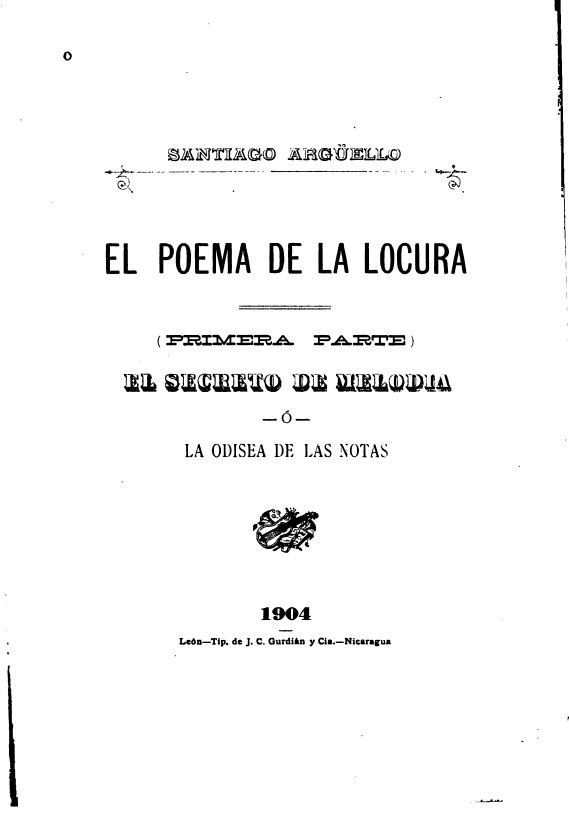 SANTIAGO ARGÜELLO
EL POEMA DE LA LOCURA
(PRIMERA PARTE)
EL SECRETO DE MELODIA
— Ó —
LA ODISEA DE LAS NOTAS
1904
León—Tip. de J. C. Gurdián y Cia.—Nicaragua